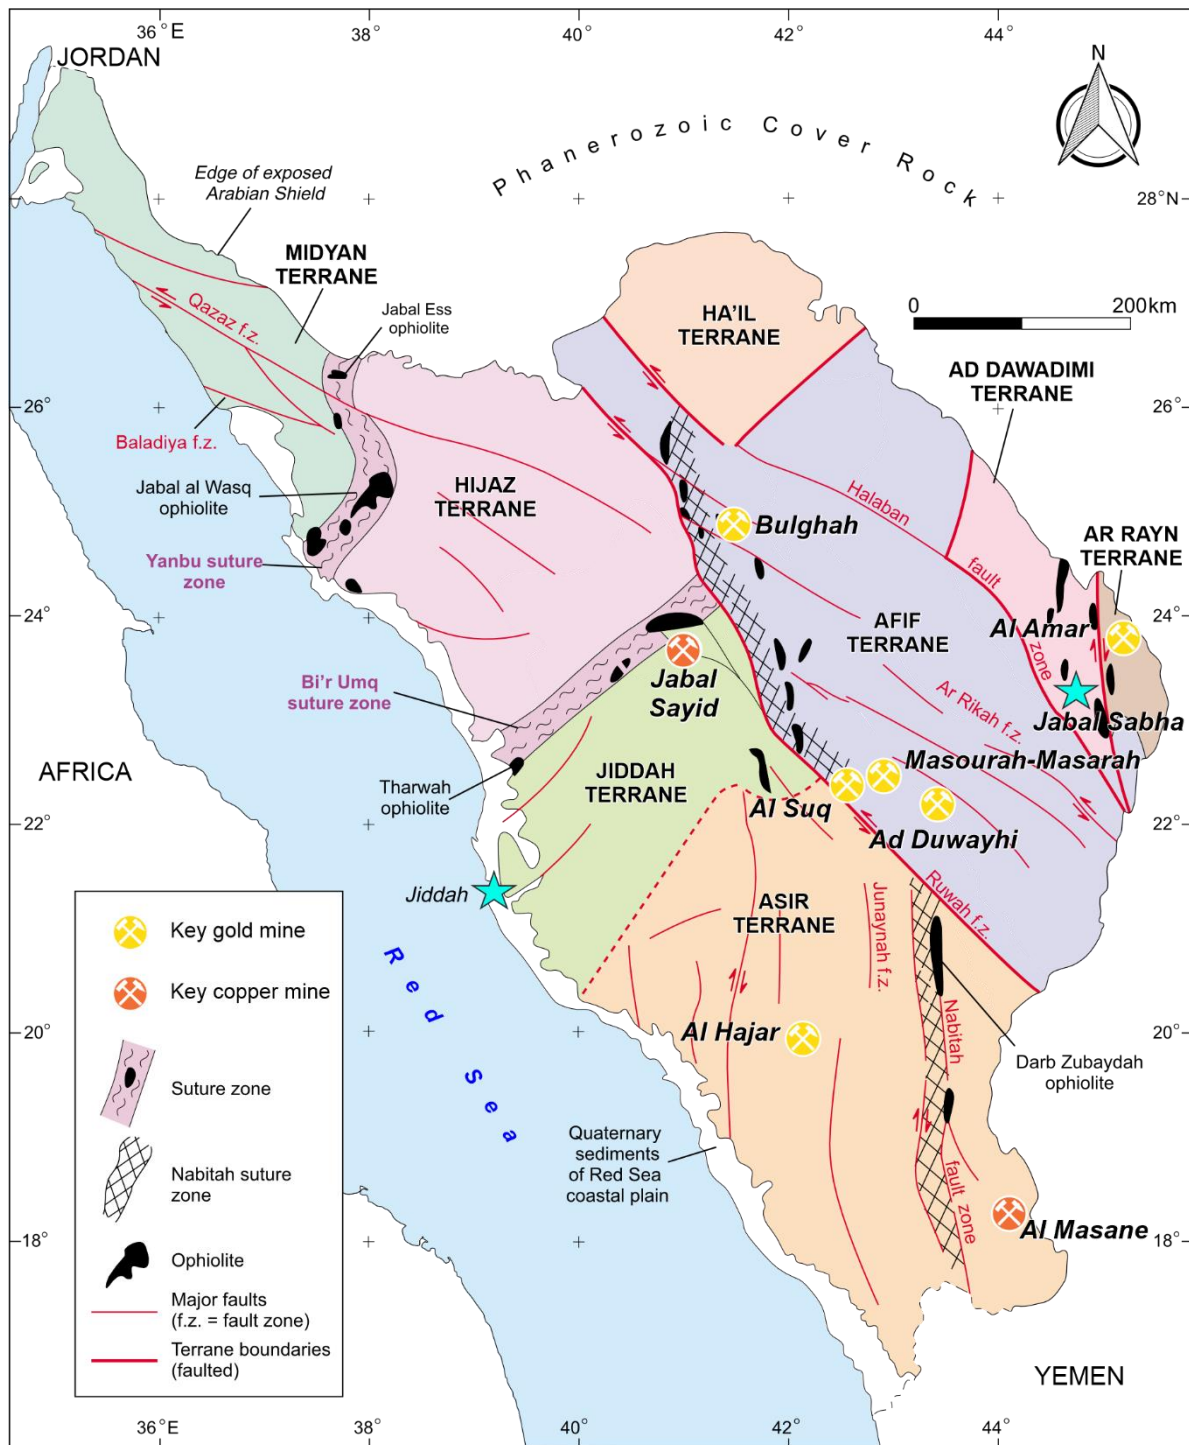 36°E
38°
40°
42°
44°
JORDAN
N
Phanerozoic Cover Rock
Edge of exposed
Arabian Shield
28°N
MIDYAN
TERRANE
Qazaz f.z.
Jabal Ess
ophiolite
HA'IL
TERRANE
0
200km
AD DAWADIMI
TERRANE
26°
26°
Baladiya f.z.
Jabal al Wasq
ophiolite
HIJAZ
TERRANE
Halaban
fault
zone
Bulghah
AR RAYN
TERRANE
Yanbu suture
zone
24°
24°
AFIF
TERRANE
Al Amar
Bi'r Umq
suture zone
Jabal
Sayid
Ar Rikah f.z.
Jabal Sabha
AFRICA
Tharwah
ophiolite
JIDDAH
TERRANE
Masourah-Masarah
Al Suq
22°
22°
Ad Duwayhi
Jiddah
ASIR
TERRANE
Junaynah f.z.
Ruwah f.z.
Red Sea
20°
20°
Al Hajar
Nabitah
fault zone
Darb Zubaydah
ophiolite
Quaternary
sediments
of Red Sea
coastal plain
Al Masane
18°
18°
YEMEN
Key gold mine
Key copper mine
Suture zone
Nabitah suture
zone
Ophiolite
Major faults
(f.z. = fault zone)
Terrane boundaries
(faulted)
36°E
38°
40°
42°
44°